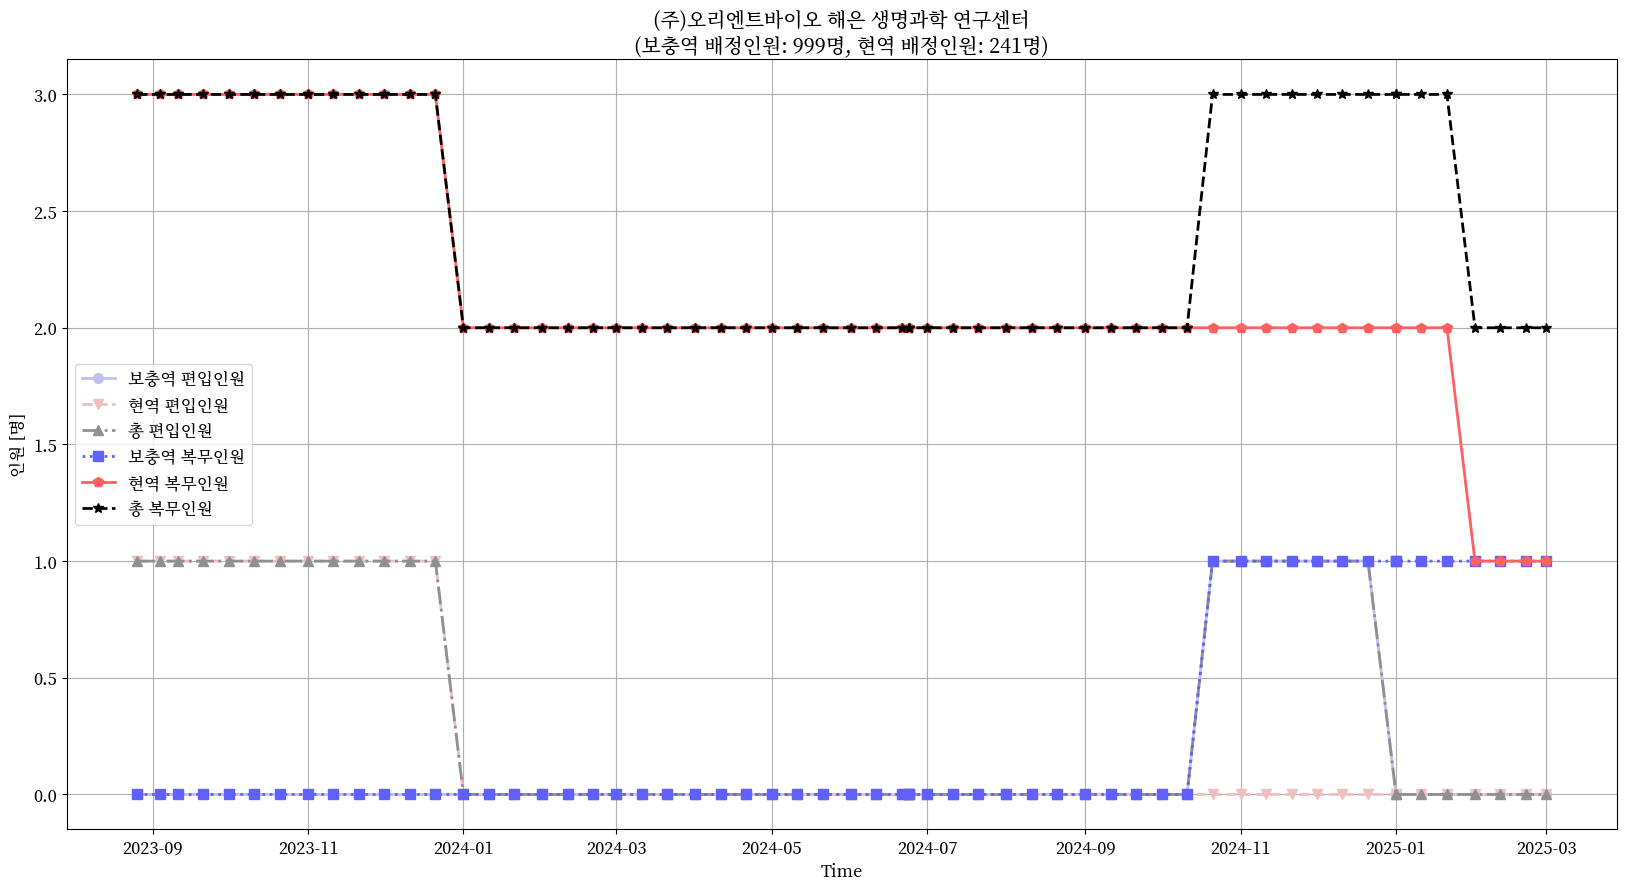 (주)오리엔트바이오 해은 생명과학 연구센터
(보충역 배정인원: 999명, 현역 배정인원: 241명)
3.0
2.5
2.0
1.5
1.0
0.5
0.0
인원 [명]
보충역 편입인원
현역 편입인원
총 편입인원
보충역 복무인원
현역 복무인원
총 복무인원
2023-09
2023-11
2024-01
2024-03
2024-05
2024-07
2024-09
2024-11
2025-01
2025-03
Time